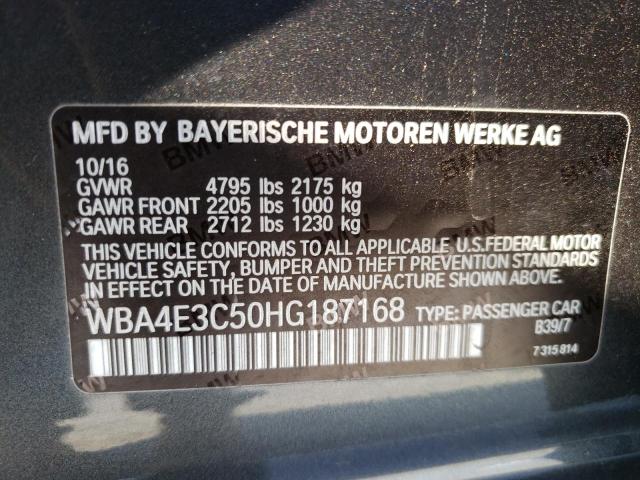 MFD BY BAYERISCHE MOTOREN WERKE AG
10/16
GVWR 4795 lbs 2175 kg
GAWR FRONT 2205 lbs 1000 kg
GAWR REAR 2712 lbs 1230 kg
THIS VEHICLE CONFORMS TO ALL APPLICABLE, U.S.FEDERAL MOTOR
VEHICLE SAFETY, BUMPER AND THEFT PREVENTION STANDARDS
IN EFFECT ON THE DATE OF MANUFACTURE SHOWN ABOVE.
WBA4E3C50HG187168 TYPE: PASSENGER CAR
B39/7
7 315 814